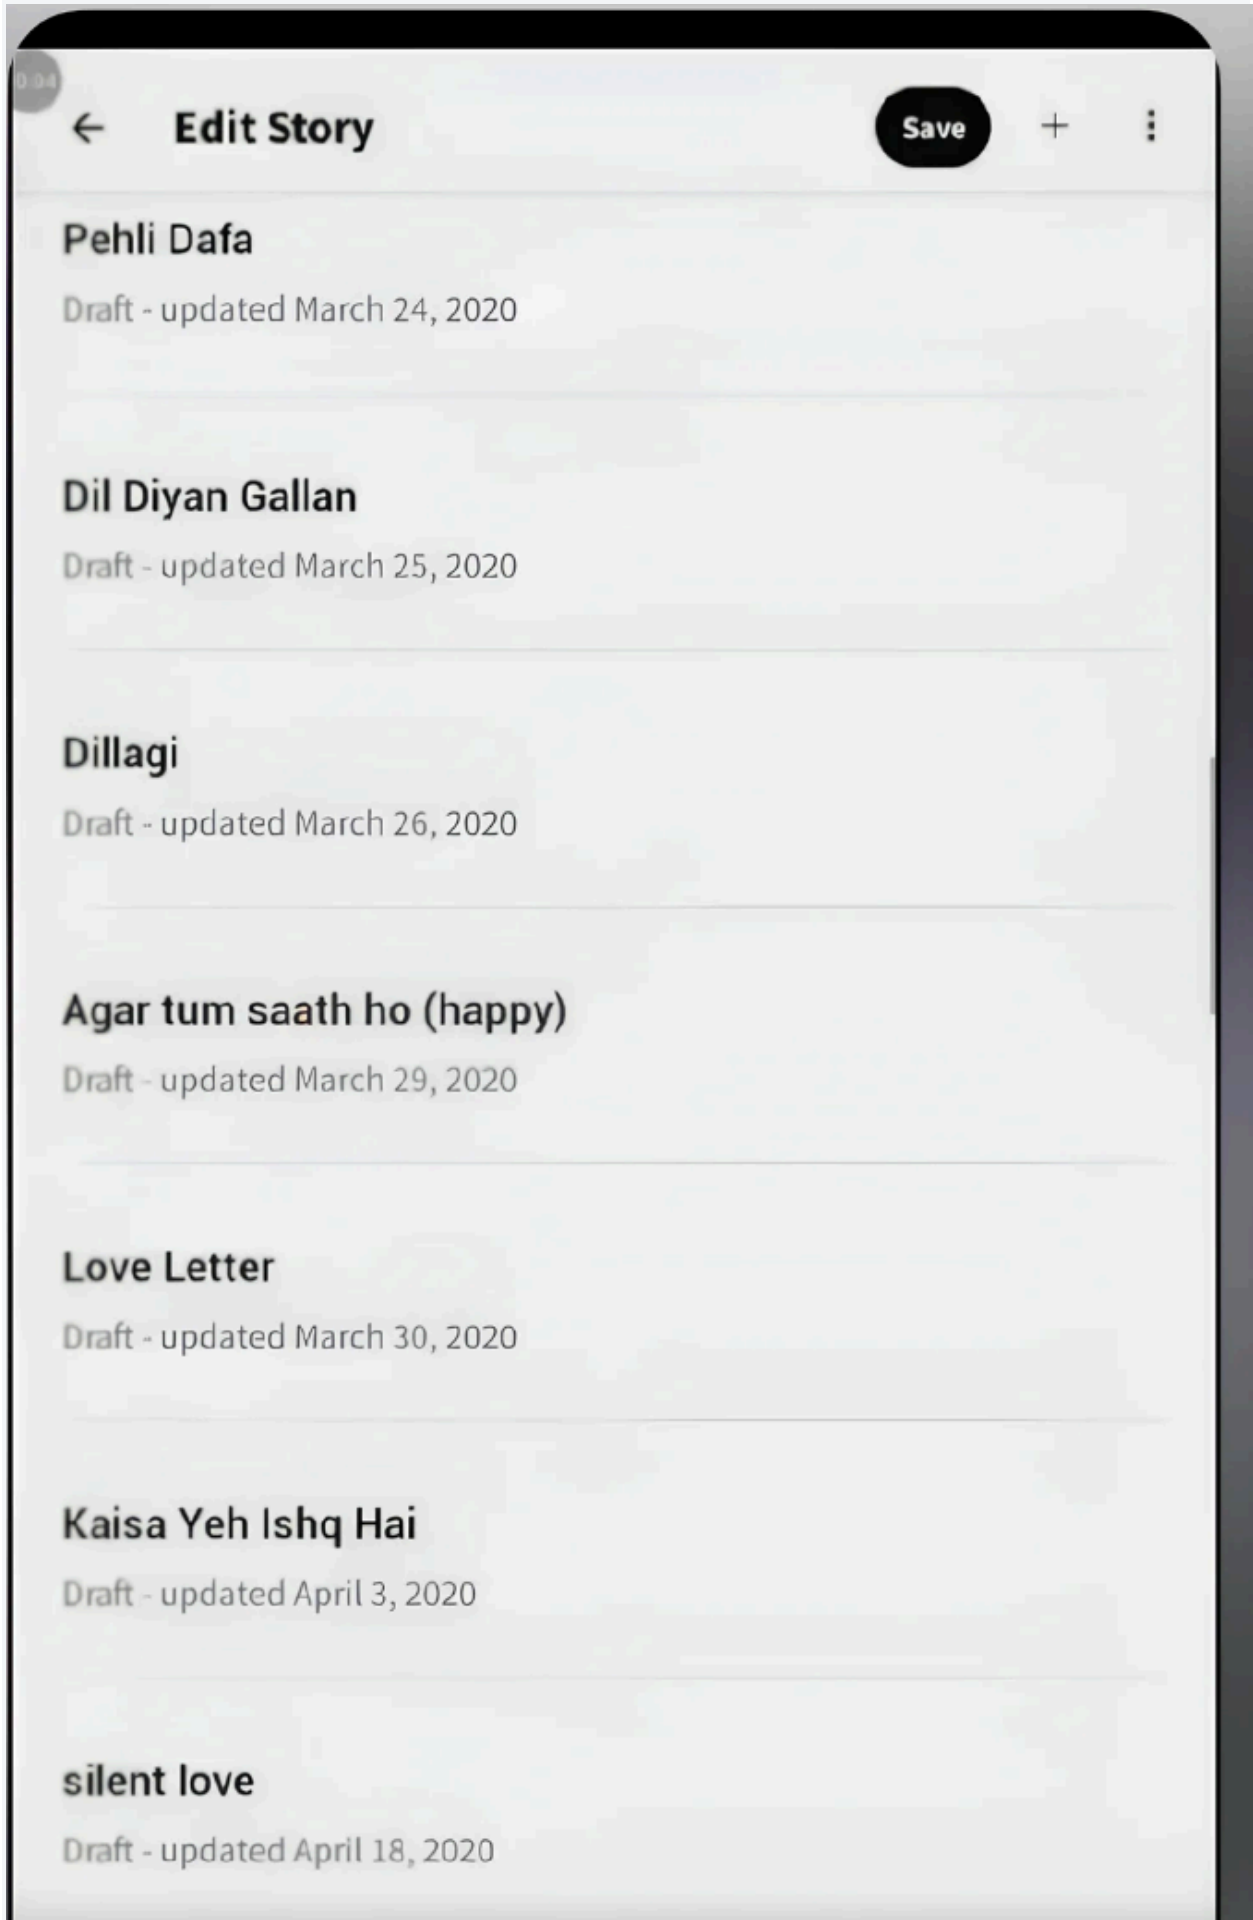 0:04
Edit Story
Save
Pehli Dafa
Draft - updated March 24, 2020
Dil Diyan Gallan
Draft - updated March 25, 2020
Dillagi
Draft - updated March 26, 2020
Agar tum saath ho (happy)
Draft - updated March 29, 2020
Love Letter
Draft - updated March 30, 2020
Kaisa Yeh Ishq Hai
Draft - updated April 3, 2020
silent love
Draft - updated April 18, 2020